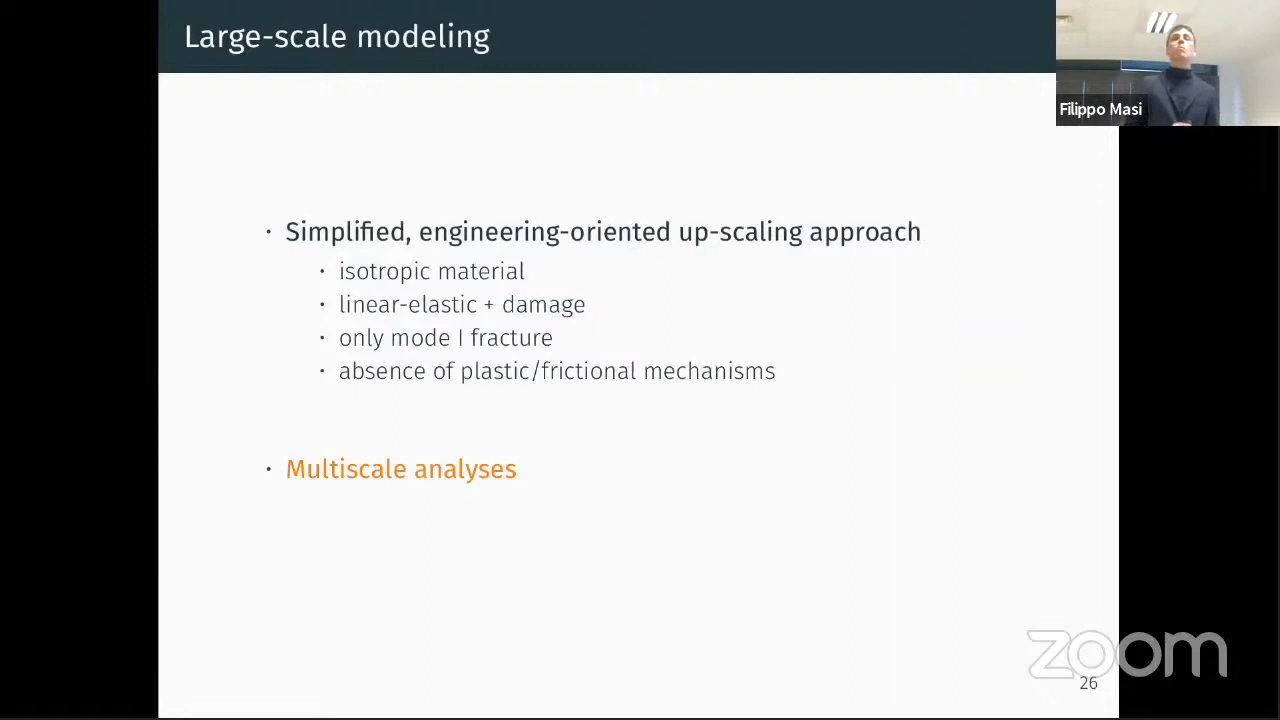 Large-scale modeling
Filippo Masi
· Simplified, engineering-oriented up-scaling approach
· isotropic material
· linear-elastic + damage
· only mode I fracture
· absence of plastic/frictional mechanisms
· Multiscale analyses
zoom
26